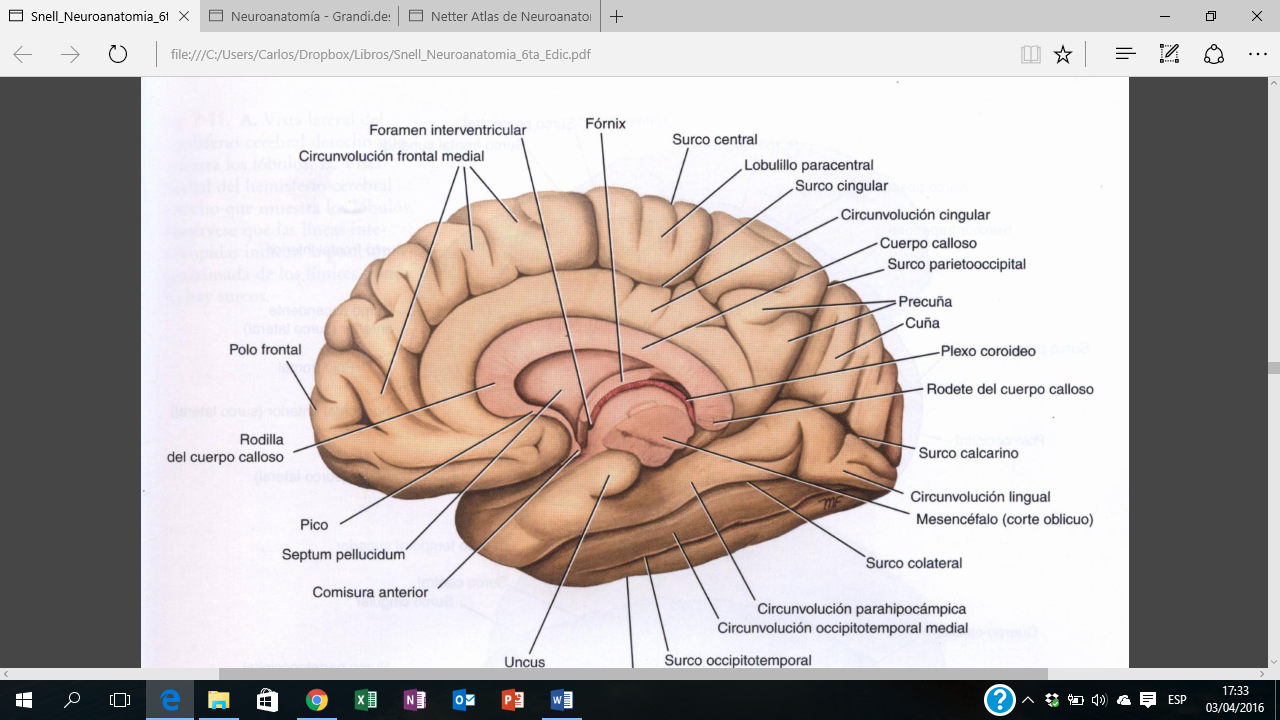 Snell_Neuroanatomia_6t
Neuroanatomía - Grandi.des
Netter Atlas de Neuroanato
file:///C:/Users/Carlos/Dropbox/Libros/Snell_Neuroanatomia_6ta_Edic.pdf
Foramen interventricular
Fórnix
Circunvolución frontal medial
Surco central
Lobulillo paracentral
Surco cingular
Circunvolución cingular
Cuerpo calloso
Surco parietooccipital
Precuña
Cuña
Polo frontal
Plexo coroideo
Rodete del cuerpo calloso
Rodilla
del cuerpo calloso
Surco calcarino
Circunvolución lingual
Pico
Mesencéfalo (corte oblicuo)
Septum pellucidum
Surco colateral
Comisura anterior
Circunvolución parahipocámpica
Circunvolución occipitotemporal medial
Uncus
Surco occipitotemporal
ESP
17:33
03/04/2016